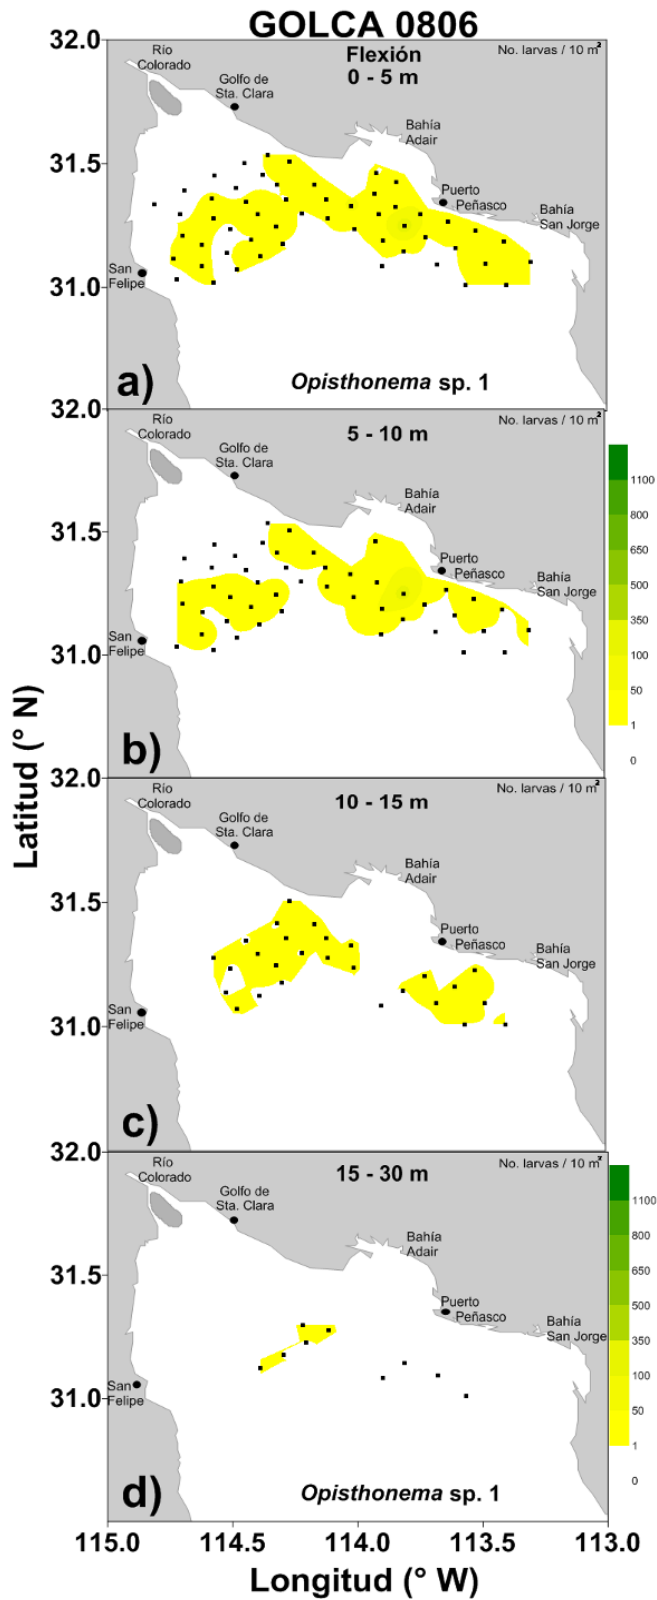 GOLCA 0806
32.0
Río
Colorado
Golfo de
Sta. Clara
Flexión
0 - 5 m
No. larvas / 10 m²
Bahía
Adair
31.5
Puerto
Peñasco
Bahía
San Jorge
San
Felipe
31.0
a)
Opisthonema sp. 1
32.0
Río
Colorado
Golfo de
Sta. Clara
5 - 10 m
No. larvas / 10 m²
Bahía
Adair
31.5
Puerto
Peñasco
Bahía
San Jorge
San
Felipe
31.0
b)
1100
800
650
500
350
100
50
1
0
Latitud (° N)
32.0
Río
Colorado
Golfo de
Sta. Clara
10 - 15 m
No. larvas / 10 m²
Bahía
Adair
31.5
Puerto
Peñasco
Bahía
San Jorge
San
Felipe
31.0
c)
32.0
Río
Colorado
Golfo de
Sta. Clara
15 - 30 m
No. larvas / 10 m²
Bahía
Adair
31.5
Puerto
Peñasco
Bahía
San Jorge
San
Felipe
31.0
d)
Opisthonema sp. 1
1100
800
650
500
350
100
50
1
0
115.0 114.5 114.0 113.5 113.0
Longitud (° W)